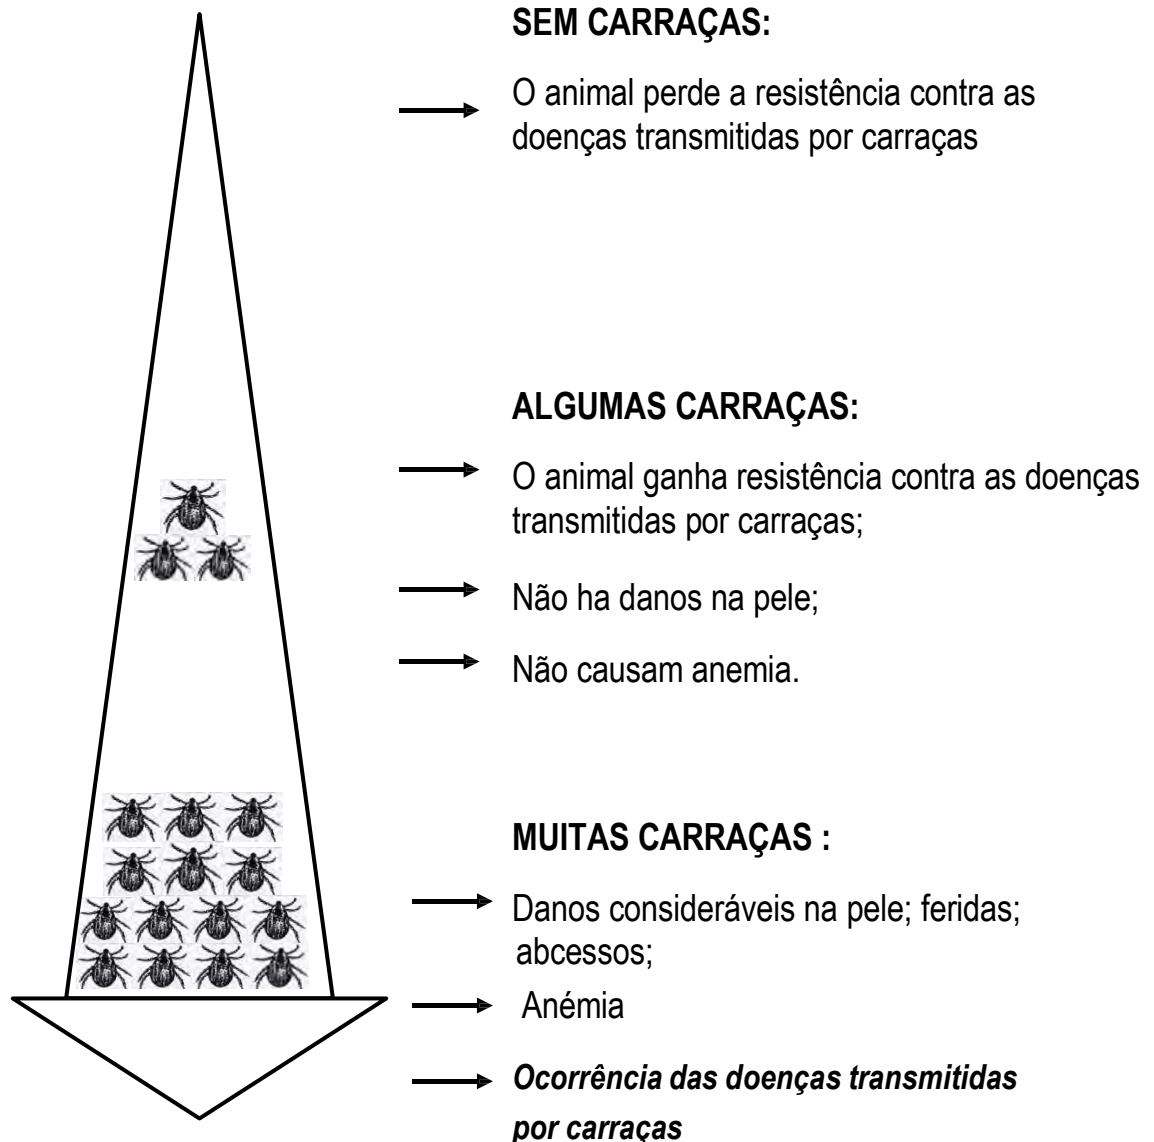 SEM CARRAÇAS:
O animal perde a resistência contra as
doenças transmitidas por carraças
ALGUMAS CARRAÇAS:
O animal ganha resistência contra as doenças
transmitidas por carraças;
Não ha danos na pele;
Não causam anemia.
MUITAS CARRAÇAS :
Danos consideráveis na pele; feridas;
abcessos;
Anémia
Ocorrência das doenças transmitidas
por carraças